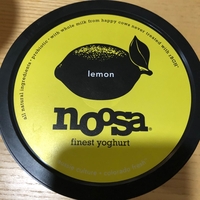 all natural ingredients • probiotic • with whole milk from happy cows never treated with rBGH
lemon
noosa
finest yoghurt